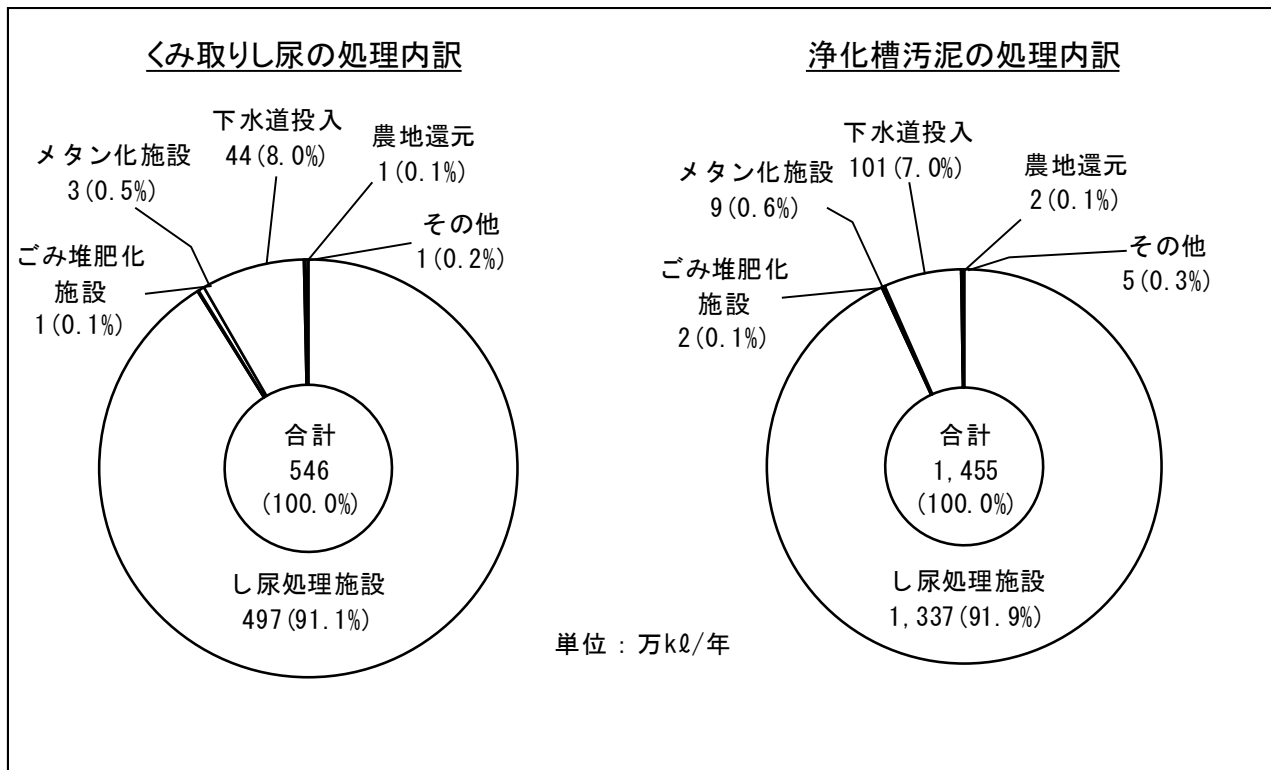 くみ取りし尿の処理内訳
下水道投入
44(8.0%)
農地還元
1(0.1%)
メタン化施設
3(0.5%)
その他
1(0.2%)
ごみ堆肥化
施設
1(0.1%)
合計
546
(100.0%)
し尿処理施設
497(91.1%)
浄化槽汚泥の処理内訳
下水道投入
101(7.0%)
農地還元
2(0.1%)
メタン化施設
9(0.6%)
その他
5(0.3%)
ごみ堆肥化
施設
2(0.1%)
合計
1,455
(100.0%)
し尿処理施設
1,337(91.9%)
単位：万kℓ/年